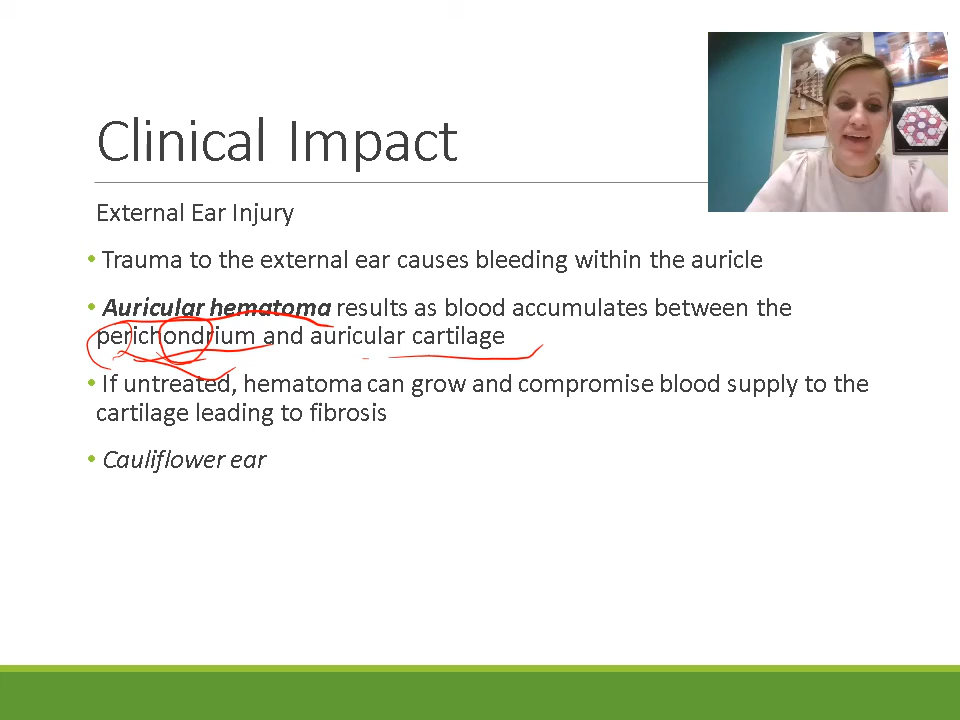 Clinical Impact
External Ear Injury
• Trauma to the external ear causes bleeding within the auricle
• Auricular hematoma results as blood accumulates between the
perichondrium and auricular cartilage
• If untreated, hematoma can grow and compromise blood supply to the
cartilage leading to fibrosis
• Cauliflower ear